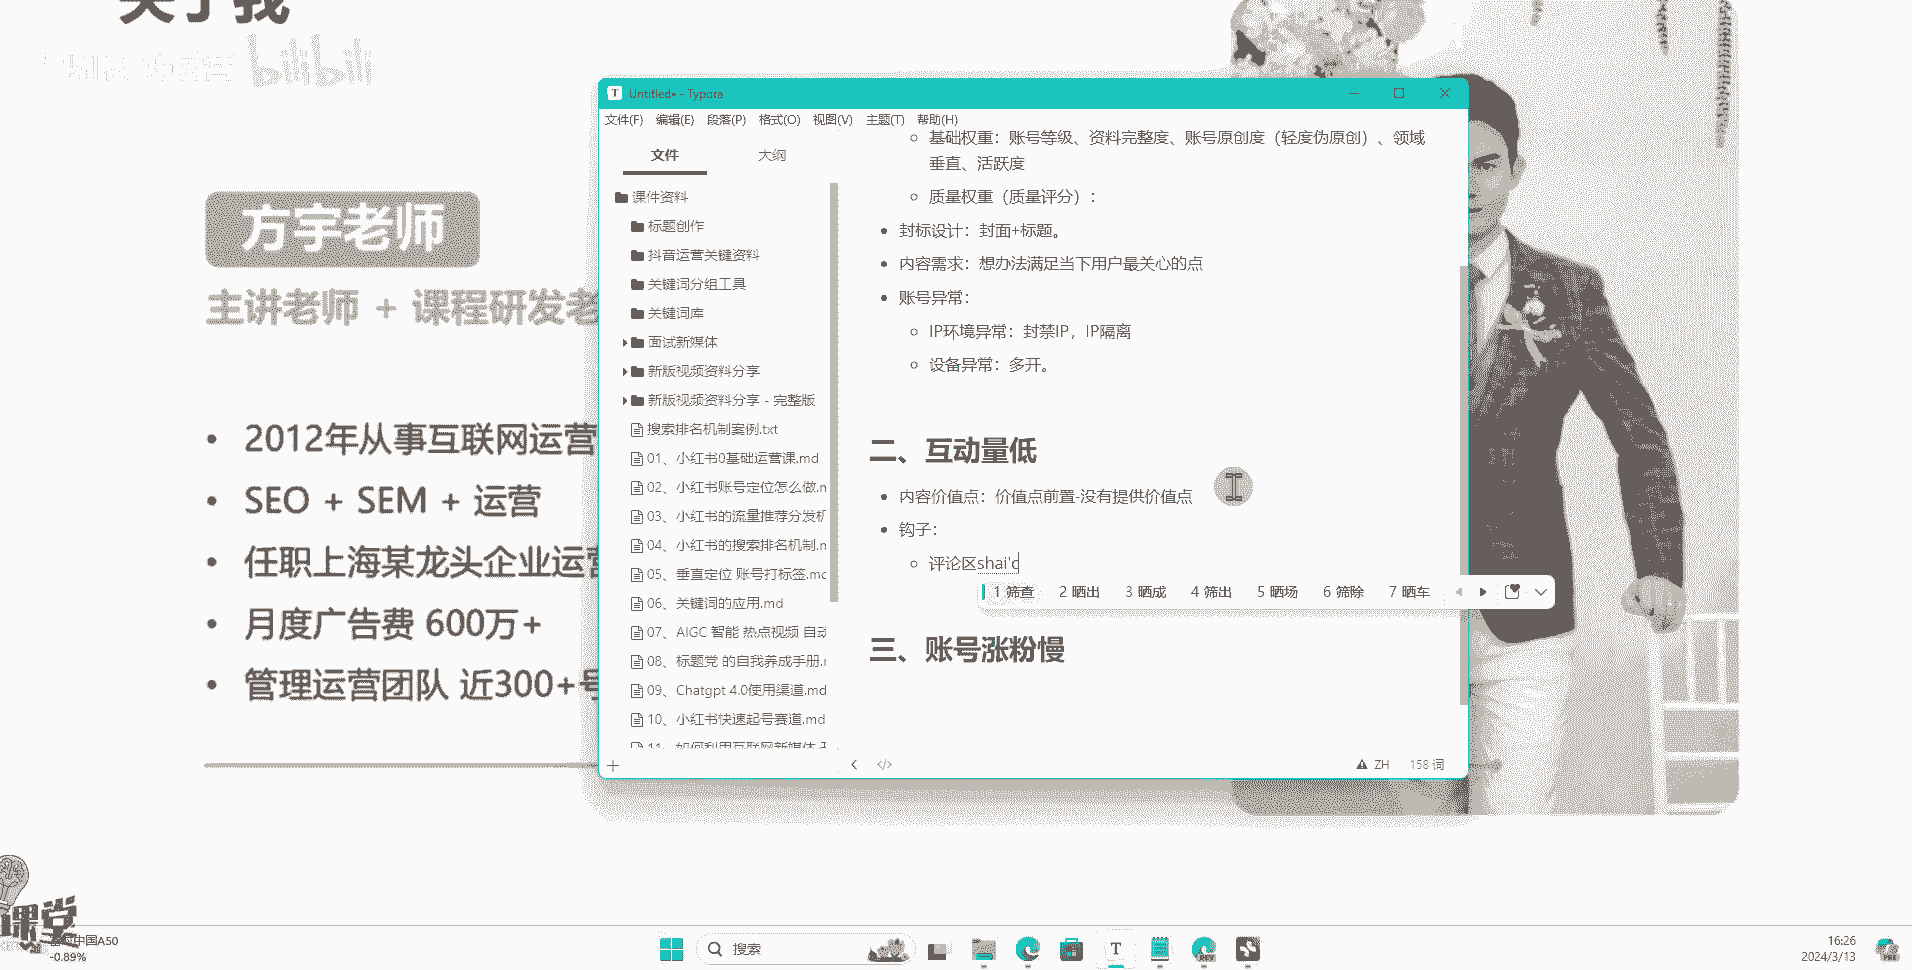 关于我
bilibili
方宇老师
主讲老师 + 课程研发老
2012年从事互联网运营
SEO + SEM + 运营
任职上海某龙头企业运营
月度广告费 600万+
管理运营团队 近300+号
Untitled• - Typora
文件(F) 编辑(E) 段落(P) 格式(O) 视图(V) 主题(T) 帮助(H)
文件 大纲
课件资料
标题创作
抖音运营关键资料
关键词分组工具
关键词库
面试新媒体
新版视频资料分享
新版视频资料分享 - 完整版
搜索排名机制案例.txt
01、小红书0基础运营课.md
02、小红书账号定位怎么做.m
03、小红书的流量推荐分发机
04、小红书的搜索排名机制.m
05、垂直定位 账号打标签.mc
06、关键词的应用.md
07、AIGC 智能 热点视频 自动
08、标题党 的自我养成手册.r
09、Chatgpt 4.0使用渠道.md
10、小红书快速起号赛道.md
11、如何利用互联网新媒体
基础权重：账号等级、资料完整度、账号原创度（轻度伪原创）、领域
垂直、活跃度
质量权重（质量评分）：
封标设计：封面+标题。
内容需求：想办法满足当下用户最关心的点
账号异常：
IP环境异常：封禁IP，IP隔离
设备异常：多开。
二、互动量低
内容价值点：价值点前置-没有提供价值点
钩子：
评论区shai'c
1 筛查 2 晒出 3 晒成 4 筛出 5 晒场 6 筛除 7 晒车
三、账号涨粉慢
ZH 158 词
课堂
中国A50
-0.89%
搜索
T
DEV
16:26
2024/3/13
PRE